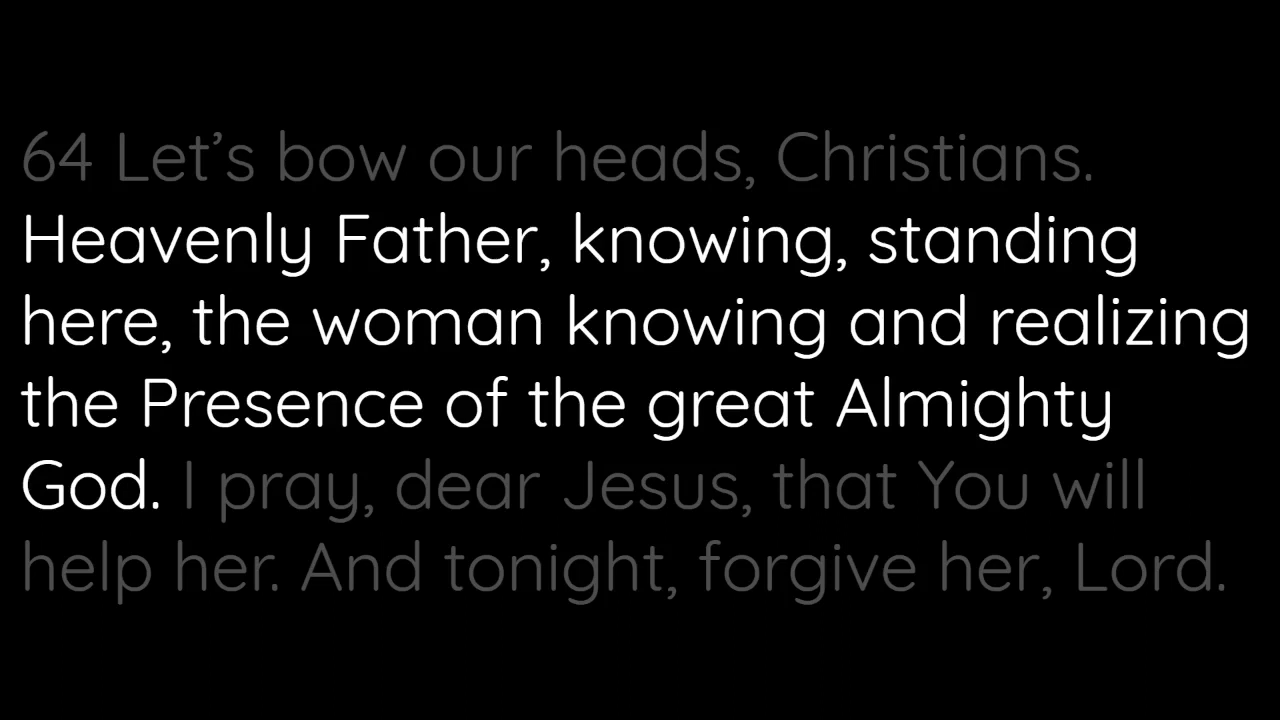 64 Let’s bow our heads, Christians.
Heavenly Father, knowing, standing
here, the woman knowing and realizing
the Presence of the great Almighty
God. I pray, dear Jesus, that You will
help her. And tonight, forgive her, Lord.